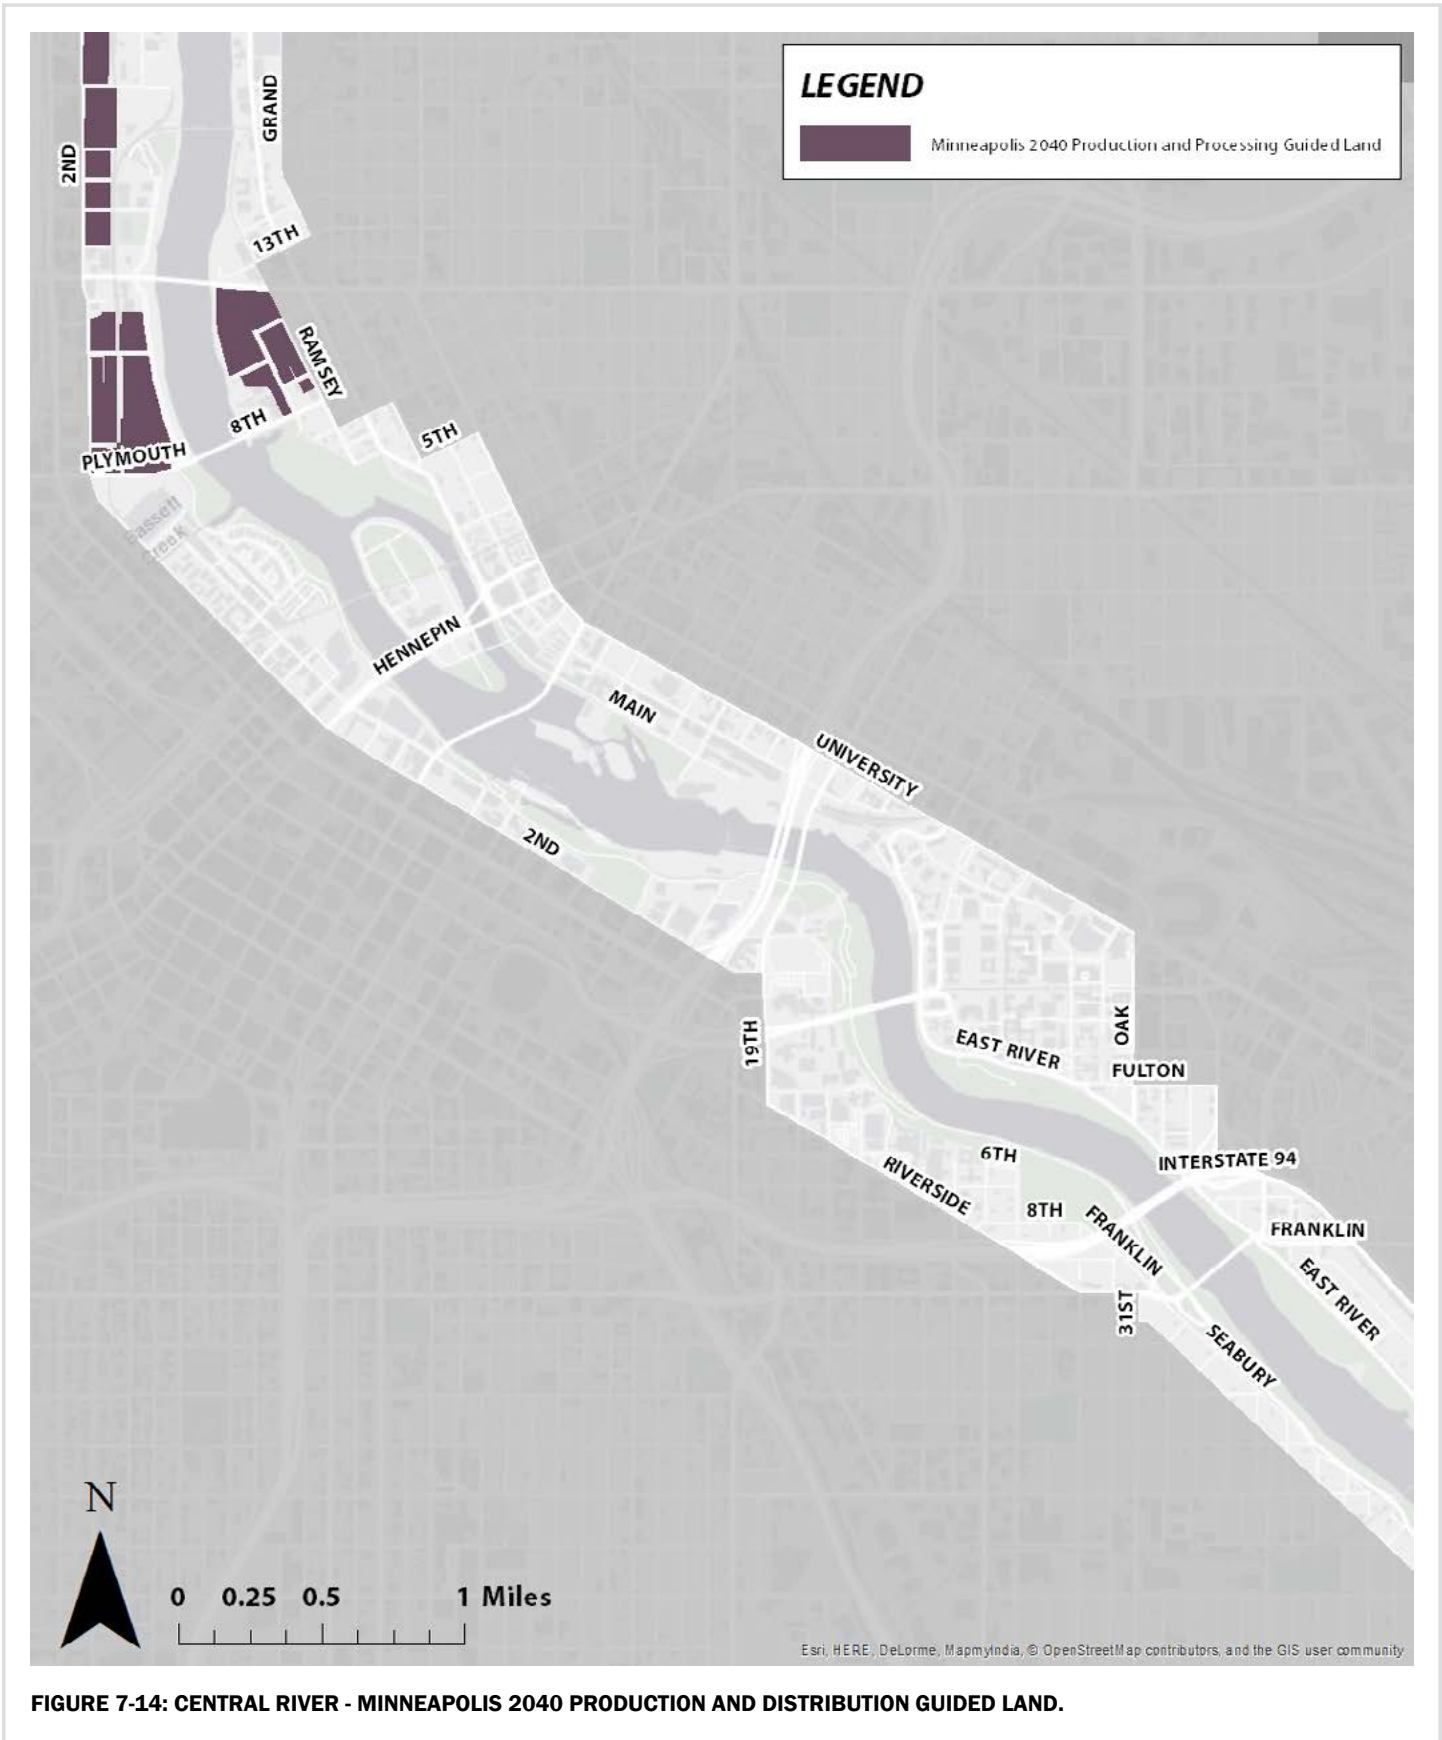 LEGEND
Minneapolis 2040 Production and Processing Guided Land
GRAND
2ND
13TH
RAMSEY
8TH
5TH
PLYMOUTH
Bassett
Creek
HENNEPIN
MAIN
UNIVERSITY
2ND
19TH
OAK
EAST RIVER
FULTON
6TH
INTERSTATE 94
RIVERSIDE
8TH
FRANKLIN
FRANKLIN
EAST RIVER
31ST
SEABURY
N
0 0.25 0.5 1 Miles
Esri, HERE, DeLorme, MapmyIndia, © OpenStreetMap contributors, and the GIS user community
FIGURE 7-14: CENTRAL RIVER - MINNEAPOLIS 2040 PRODUCTION AND DISTRIBUTION GUIDED LAND.